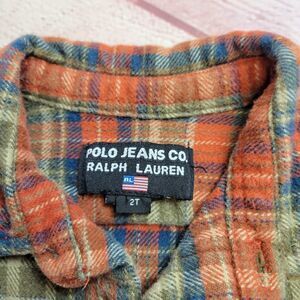 POLO JEANS CO.
RALPH LAUREN
RL
2T